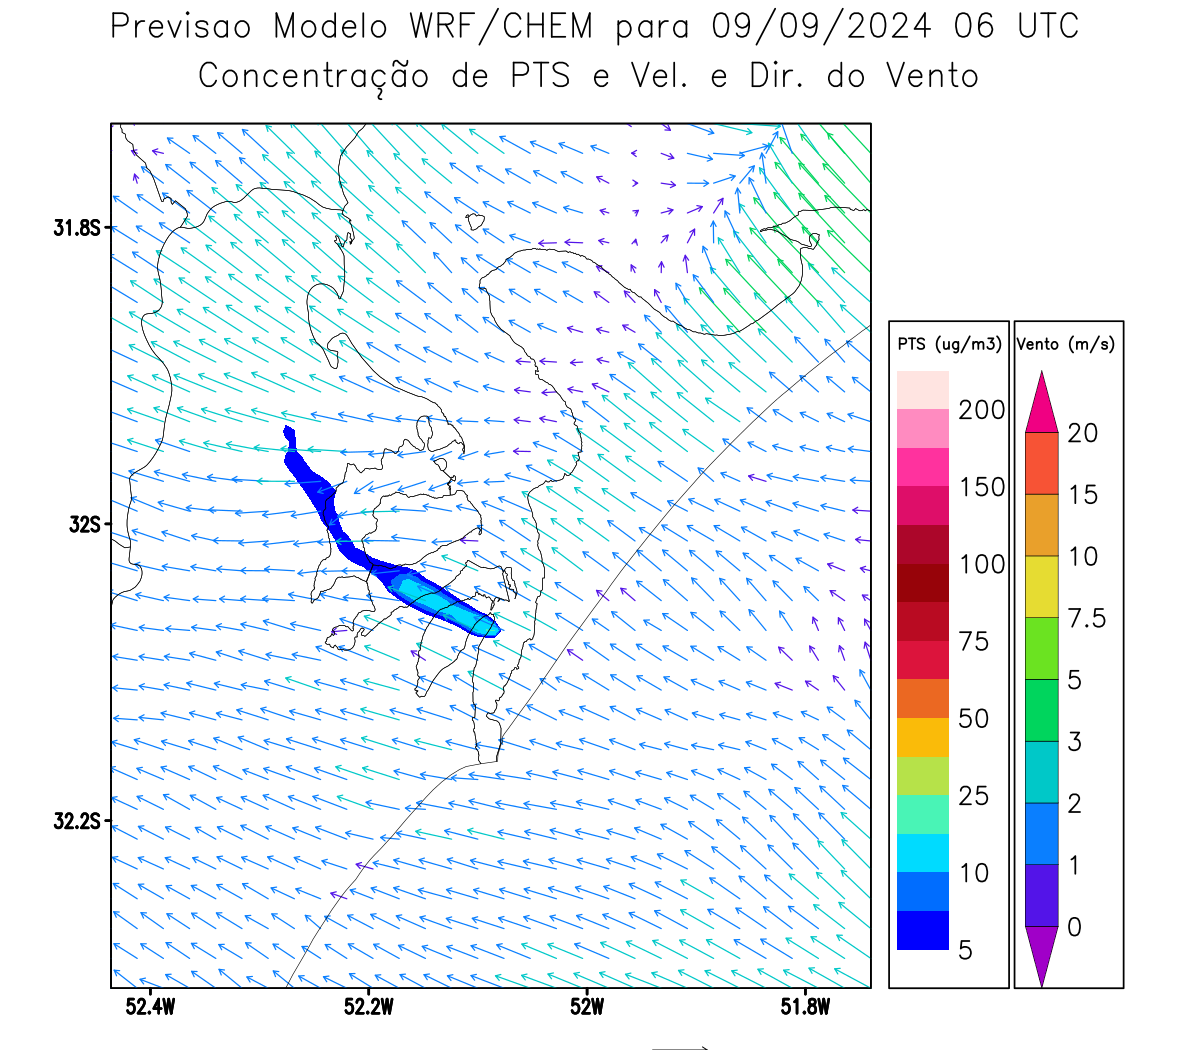 Previsao Modelo WRF/CHEM para 09/09/2024 06 UTC
Concentração de PTS e Vel. e Dir. do Vento
31.8S
32S
32.2S
52.4W 52.2W 52W 51.8W
PTS (ug/m3)
200
150
100
75
50
25
10
5
Vento (m/s)
20
15
10
7.5
5
3
2
1
0